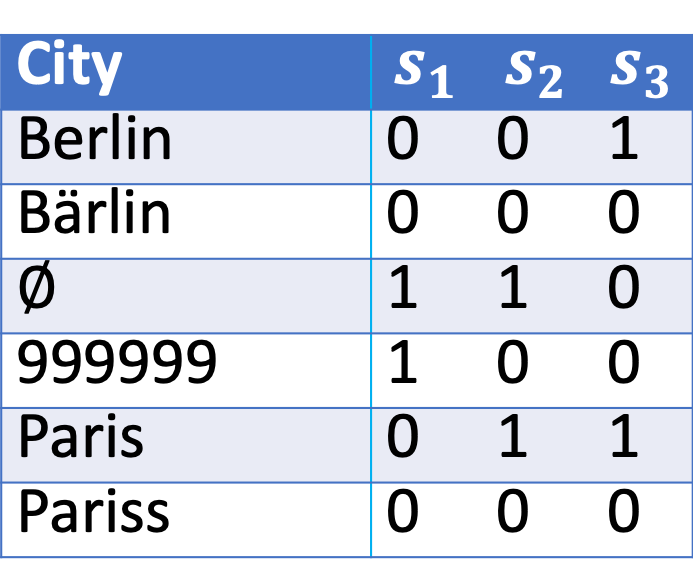 City s₁ s₂ s₃
Berlin 0 0 1
Bärlin 0 0 0
Ø 1 1 0
999999 1 0 0
Paris 0 1 1
Pariss 0 0 0